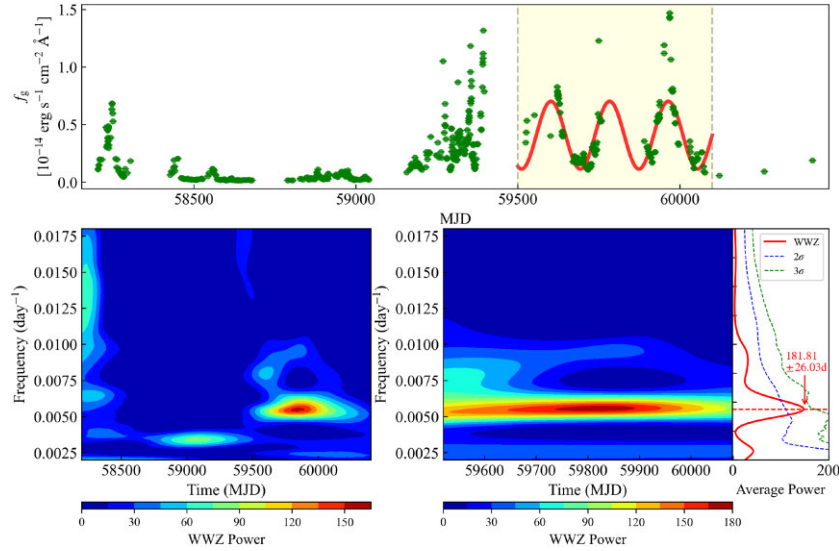 1.5
1.0
0.5
0.0
f_g
[10⁻¹⁴ erg s⁻¹ cm⁻² Å⁻¹]
58500 59000 59500 60000
MJD
0.0175
0.0150
0.0125
0.0100
0.0075
0.0050
0.0025
Frequency (day⁻¹)
58500 59000 59500 60000
Time (MJD)
0 30 60 90 120 150
WWZ Power
0.0175
0.0150
0.0125
0.0100
0.0075
0.0050
0.0025
Frequency (day⁻¹)
59600 59700 59800 59900 60000
Time (MJD)
0 30 60 90 120 150 180
WWZ Power
WWZ
2σ
3σ
181.81
±26.03d
0 200
Average Power